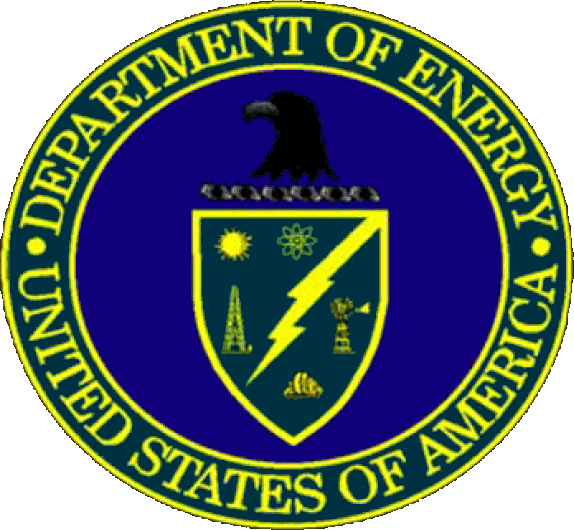 DEPARTMENT OF ENERGY
UNITED STATES OF AMERICA